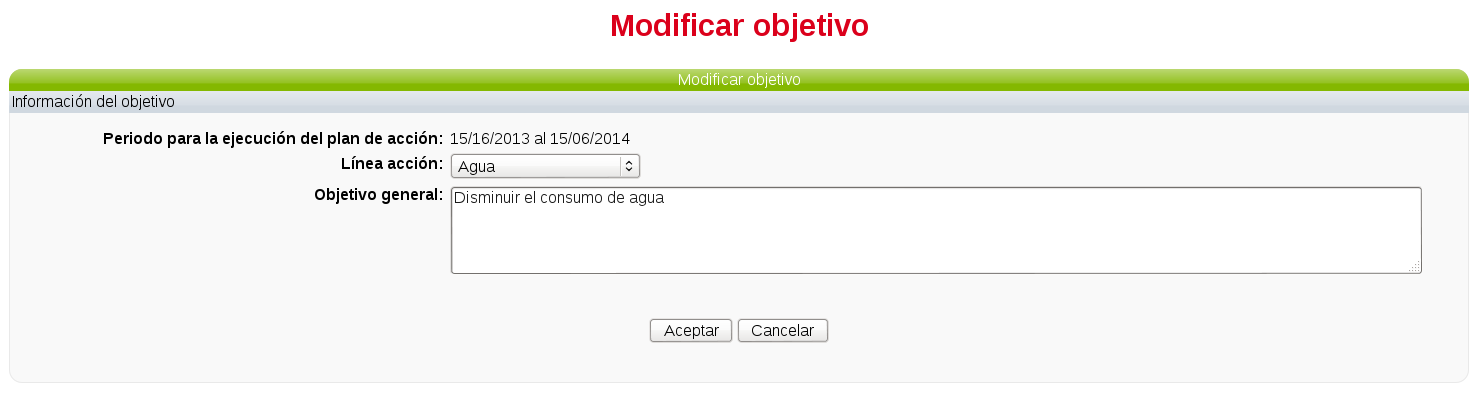 Modificar objetivo
Modificar objetivo
Información del objetivo
Periodo para la ejecución del plan de acción: 15/16/2013 al 15/06/2014
Línea acción: Agua
Objetivo general: Disminuir el consumo de agua
Aceptar Cancelar